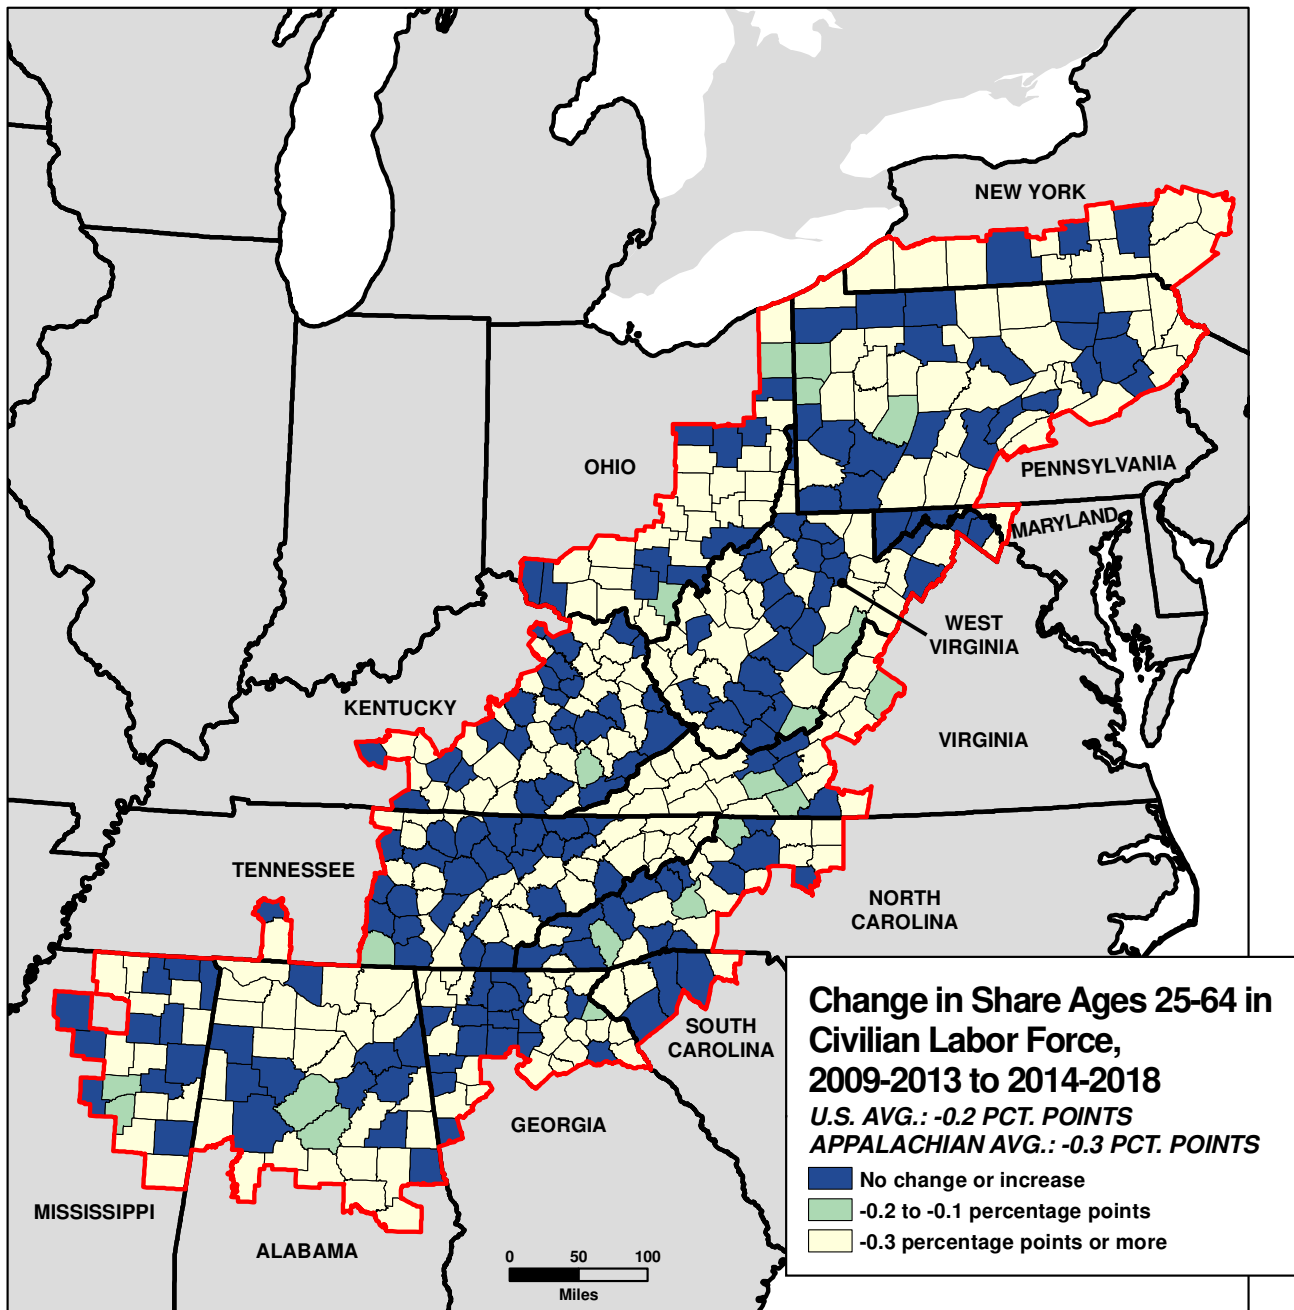 NEW YORK
OHIO
PENNSYLVANIA
MARYLAND
WEST
VIRGINIA
KENTUCKY
VIRGINIA
TENNESSEE
NORTH
CAROLINA
SOUTH
CAROLINA
GEORGIA
MISSISSIPPI
ALABAMA
Change in Share Ages 25-64 in
Civilian Labor Force,
2009-2013 to 2014-2018
U.S. AVG.: -0.2 PCT. POINTS
APPALACHIAN AVG.: -0.3 PCT. POINTS
No change or increase
-0.2 to -0.1 percentage points
-0.3 percentage points or more
0 50 100
Miles